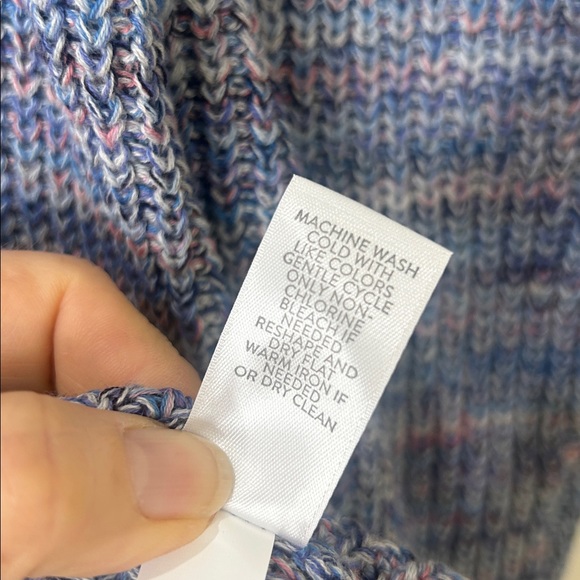 MACHINE WASH
COLD WITH
LIKE COLORS
GENTLE CYCLE
ONLY NON-
CHLORINE
BLEACH IF
NEEDED
RESHAPE AND
DRY FLAT
WARM IRON IF
NEEDED
OR DRY CLEAN